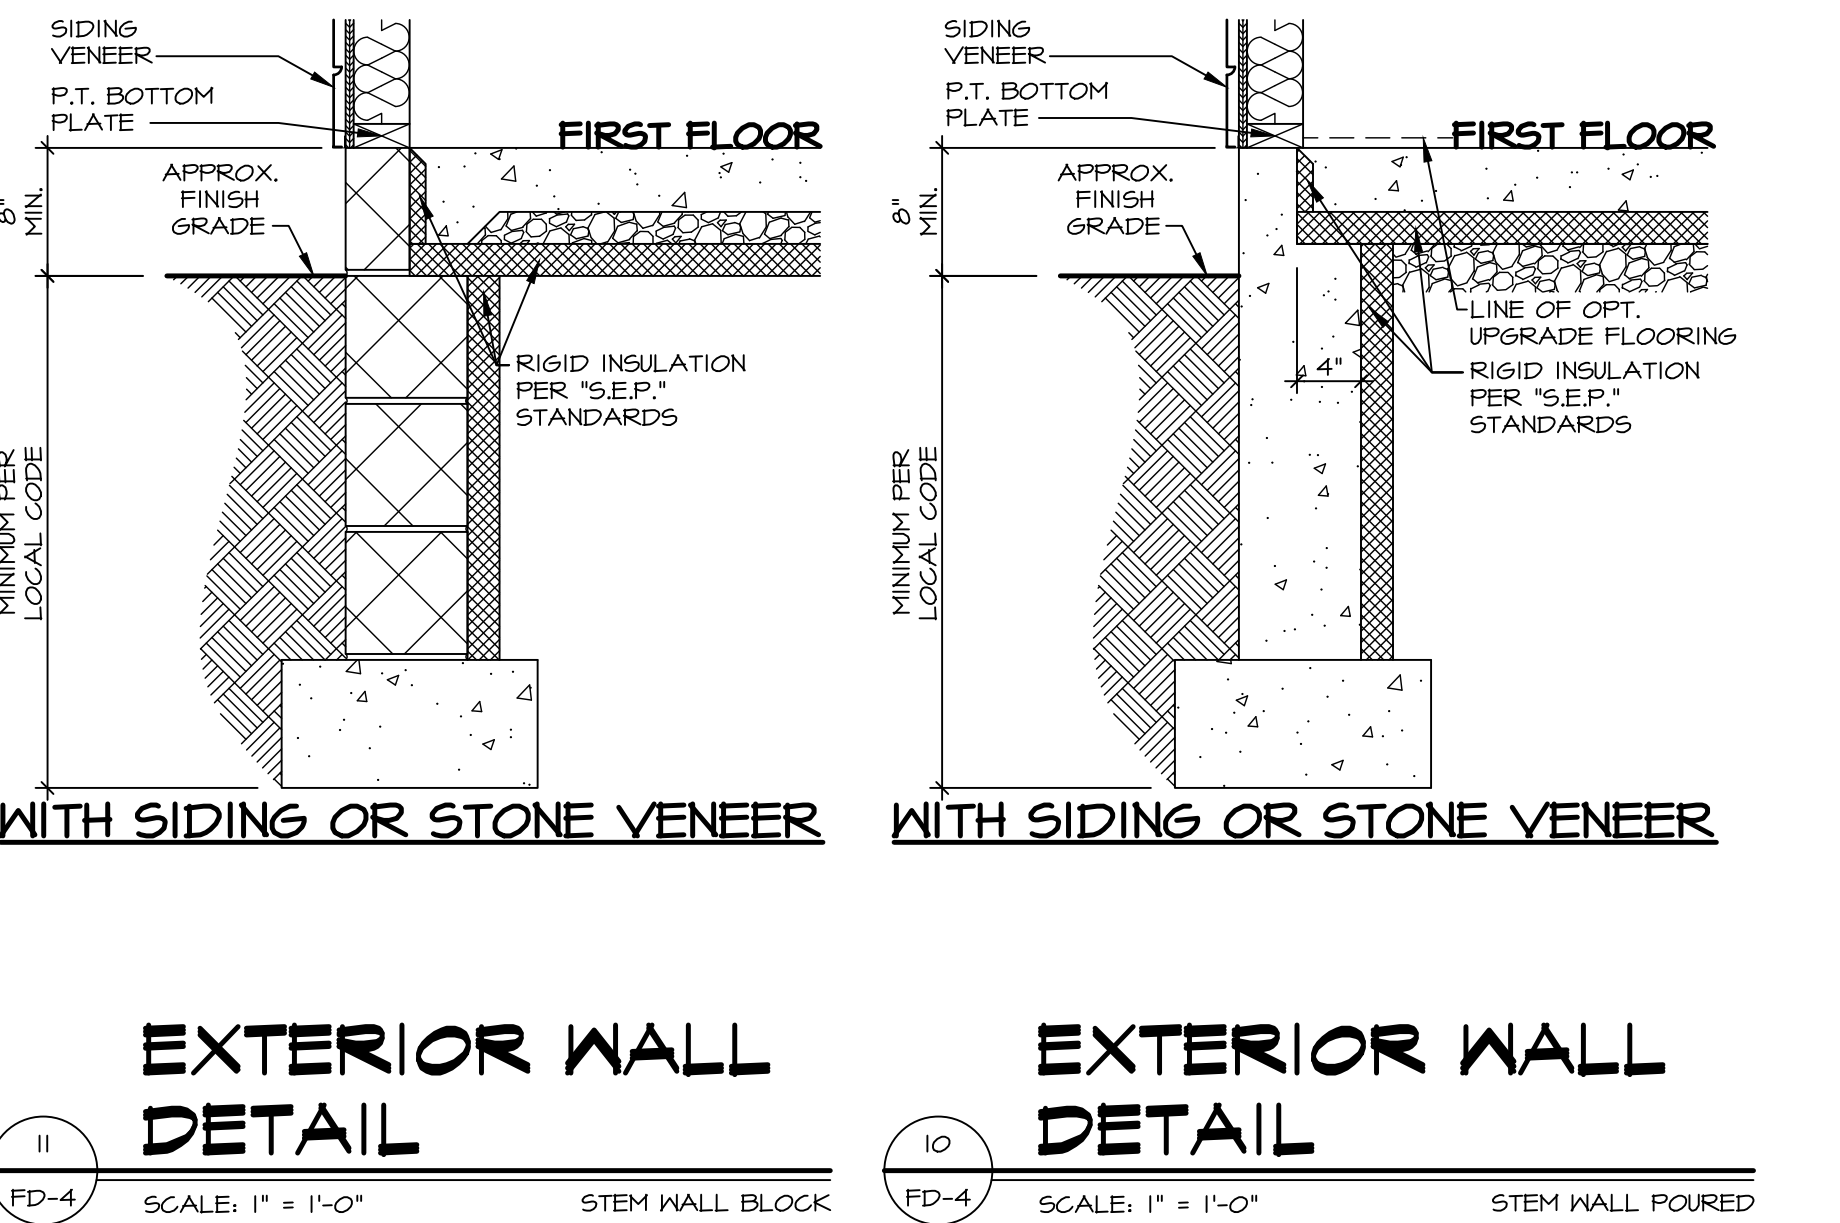 SIDING
VENEER
P.T. BOTTOM
PLATE
FIRST FLOOR
8"
MIN.
APPROX.
FINISH
GRADE
RIGID INSULATION
PER "S.E.P."
STANDARDS
MINIMUM PER
LOCAL CODE
WITH SIDING OR STONE VENEER
EXTERIOR WALL
DETAIL
11
FD-4
SCALE: 1" = 1'-0"
STEM WALL BLOCK
SIDING
VENEER
P.T. BOTTOM
PLATE
FIRST FLOOR
8"
MIN.
APPROX.
FINISH
GRADE
LINE OF OPT.
UPGRADE FLOORING
4"
RIGID INSULATION
PER "S.E.P."
STANDARDS
MINIMUM PER
LOCAL CODE
WITH SIDING OR STONE VENEER
EXTERIOR WALL
DETAIL
10
FD-4
SCALE: 1" = 1'-0"
STEM WALL POURED